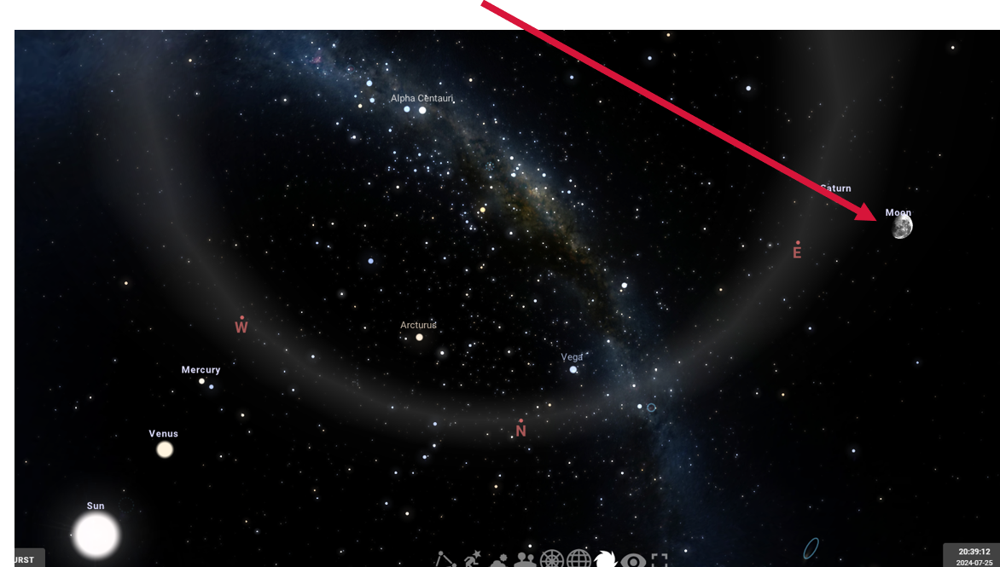 Alpha Centauri
Saturn
Moon
E
W
Arcturus
Vega
Mercury
N
Venus
Sun
URST
20:39:12
2024-07-25